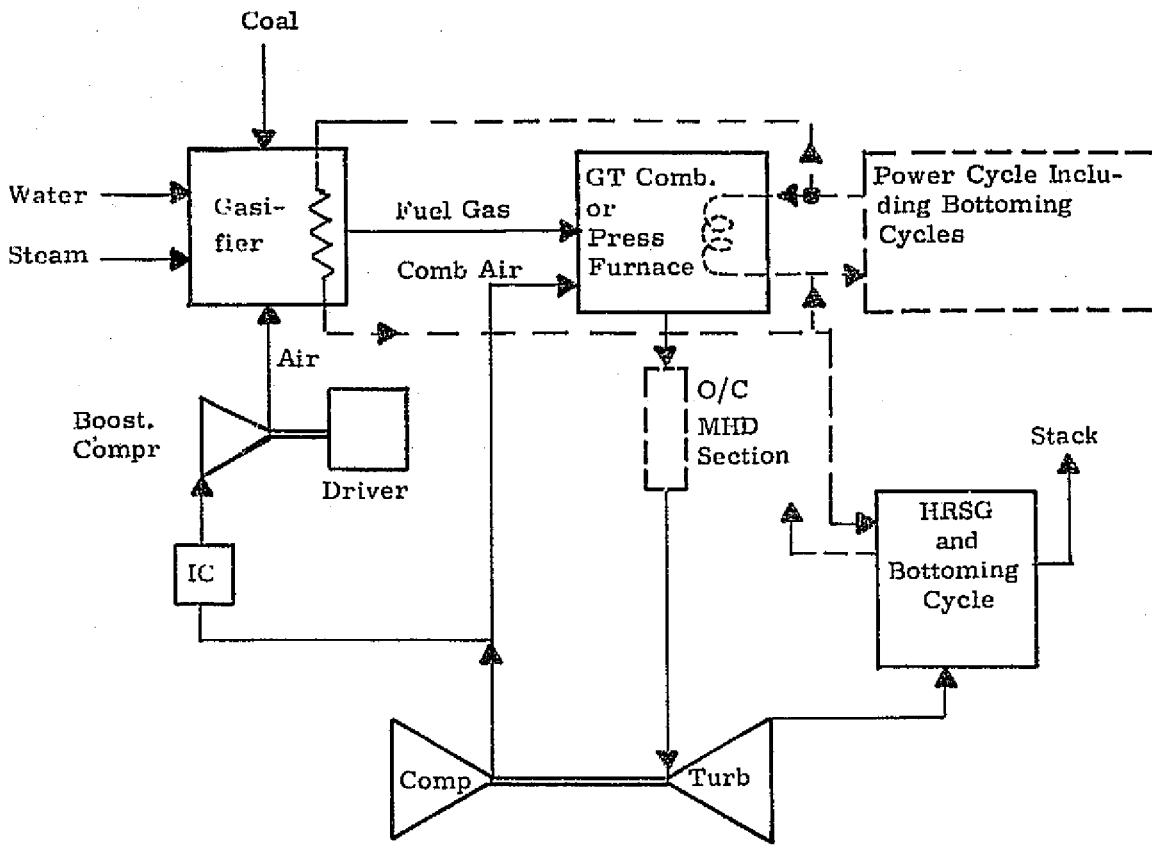 Coal
Water
Steam
Gasi-
fier
Fuel Gas
Comb Air
GT Comb.
or
Press
Furnace
Power Cycle Inclu-
ding Bottoming
Cycles
Air
Boost.
Compr
Driver
O/C
MHD
Section
Stack
IC
HRSG
and
Bottoming
Cycle
Comp
Turb